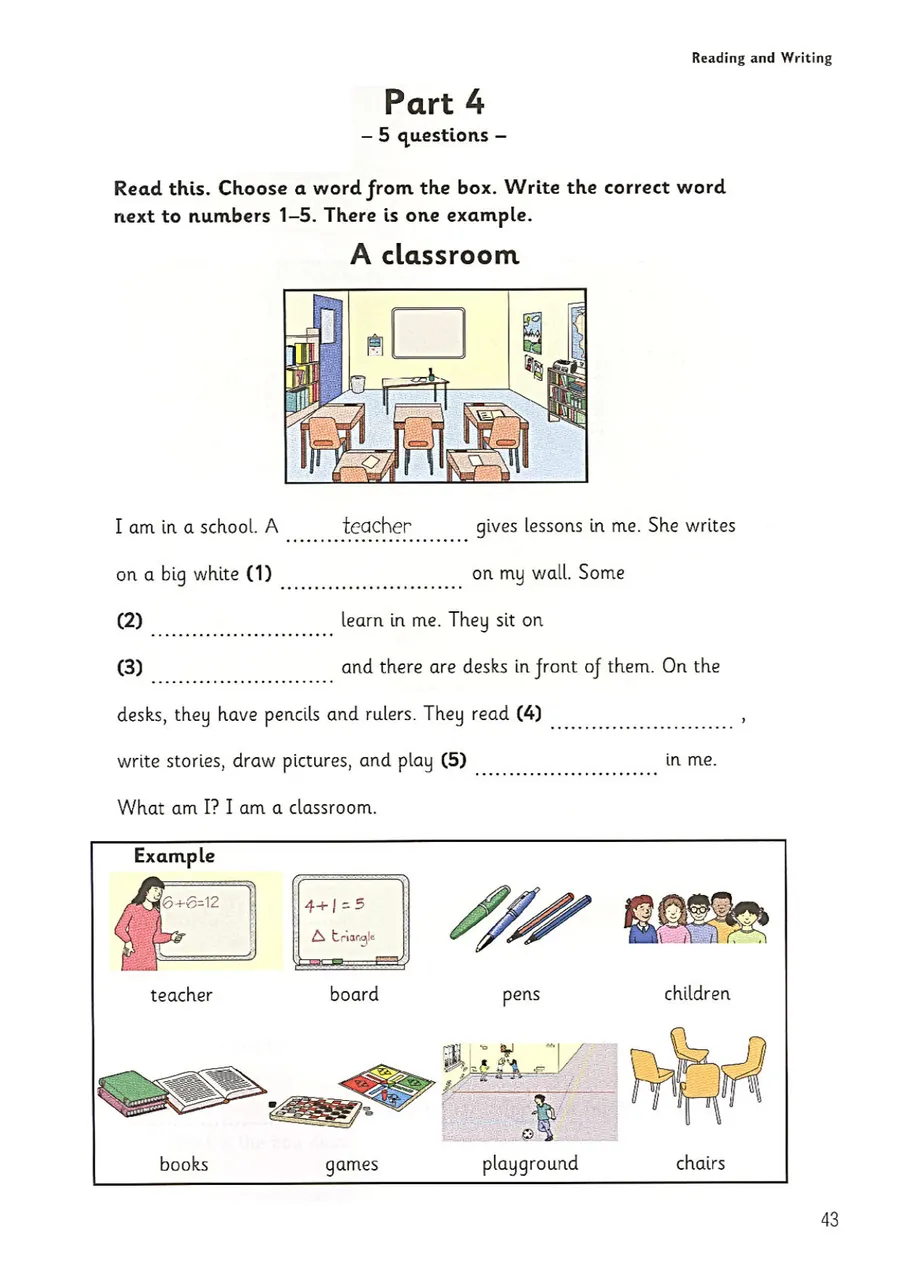 Reading and Writing
Part 4
– 5 questions –
Read this. Choose a word from the box. Write the correct word
next to numbers 1–5. There is one example.
A classroom
I am in a school. A teacher gives lessons in me. She writes
on a big white (1) .......................... on my wall. Some
(2) .......................... learn in me. They sit on
(3) .......................... and there are desks in front of them. On the
desks, they have pencils and rulers. They read (4) .......................... ,
write stories, draw pictures, and play (5) .......................... in me.
What am I? I am a classroom.
Example
6+6=12
4+1=5
triangle
teacher board pens children
books games playground chairs
43